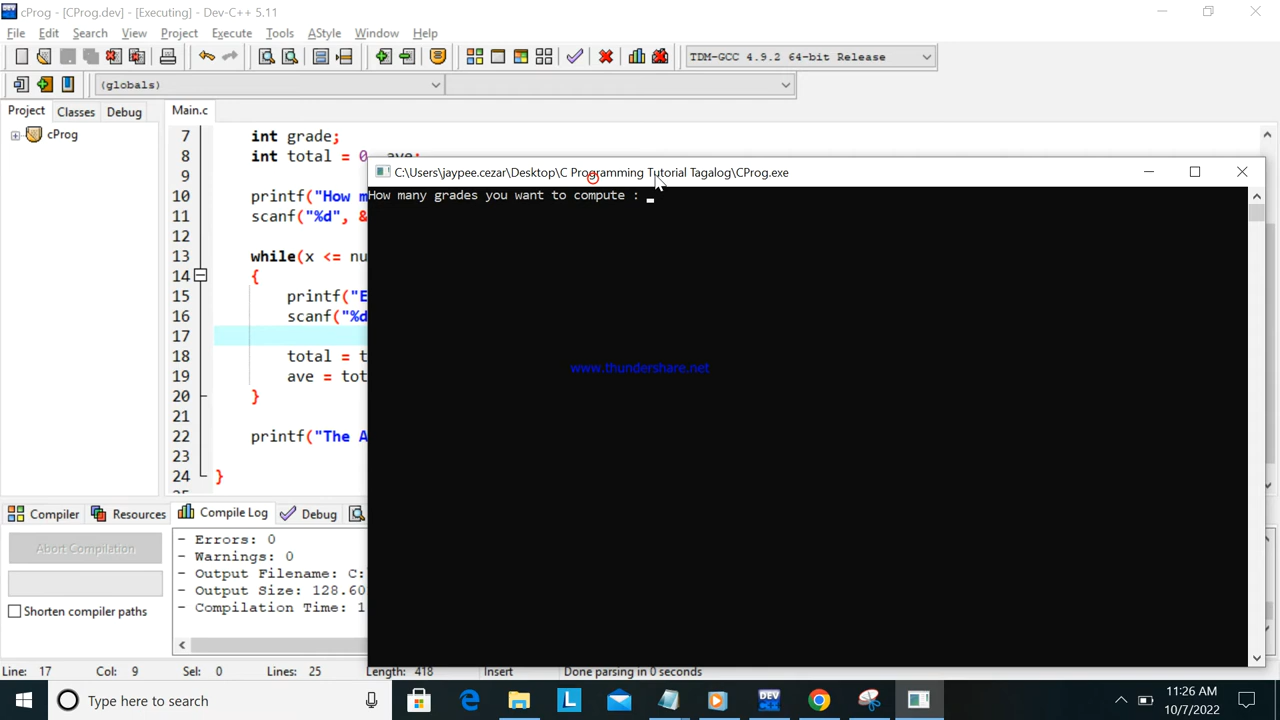 cProg - [CProg.dev] - [Executing] - Dev-C++ 5.11
File Edit Search View Project Execute Tools AStyle Window Help
TDM-GCC 4.9.2 64-bit Release
(globals)
Project Classes Debug Main.c
cProg
7 int grade;
8 int total = 0, ave;
9
10 printf("How m
11 scanf("%d", &
12
13 while(x <= nu
14 {
15 printf("E
16 scanf("%d
17
18 total = t
19 ave = tot
20 }
21
22 printf("The A
23
24 }
C:\Users\jaypee.cezar\Desktop\C Programming Tutorial Tagalog\CProg.exe
How many grades you want to compute :
www.thundershare.net
Compiler Resources Compile Log Debug
Abort Compilation
Shorten compiler paths
- Errors: 0
- Warnings: 0
- Output Filename: C:
- Output Size: 128.60
- Compilation Time: 1
Line: 17 Col: 9 Sel: 0 Lines: 25 Length: 418 Insert Done parsing in 0 seconds
Type here to search
DEV
11:26 AM
10/7/2022